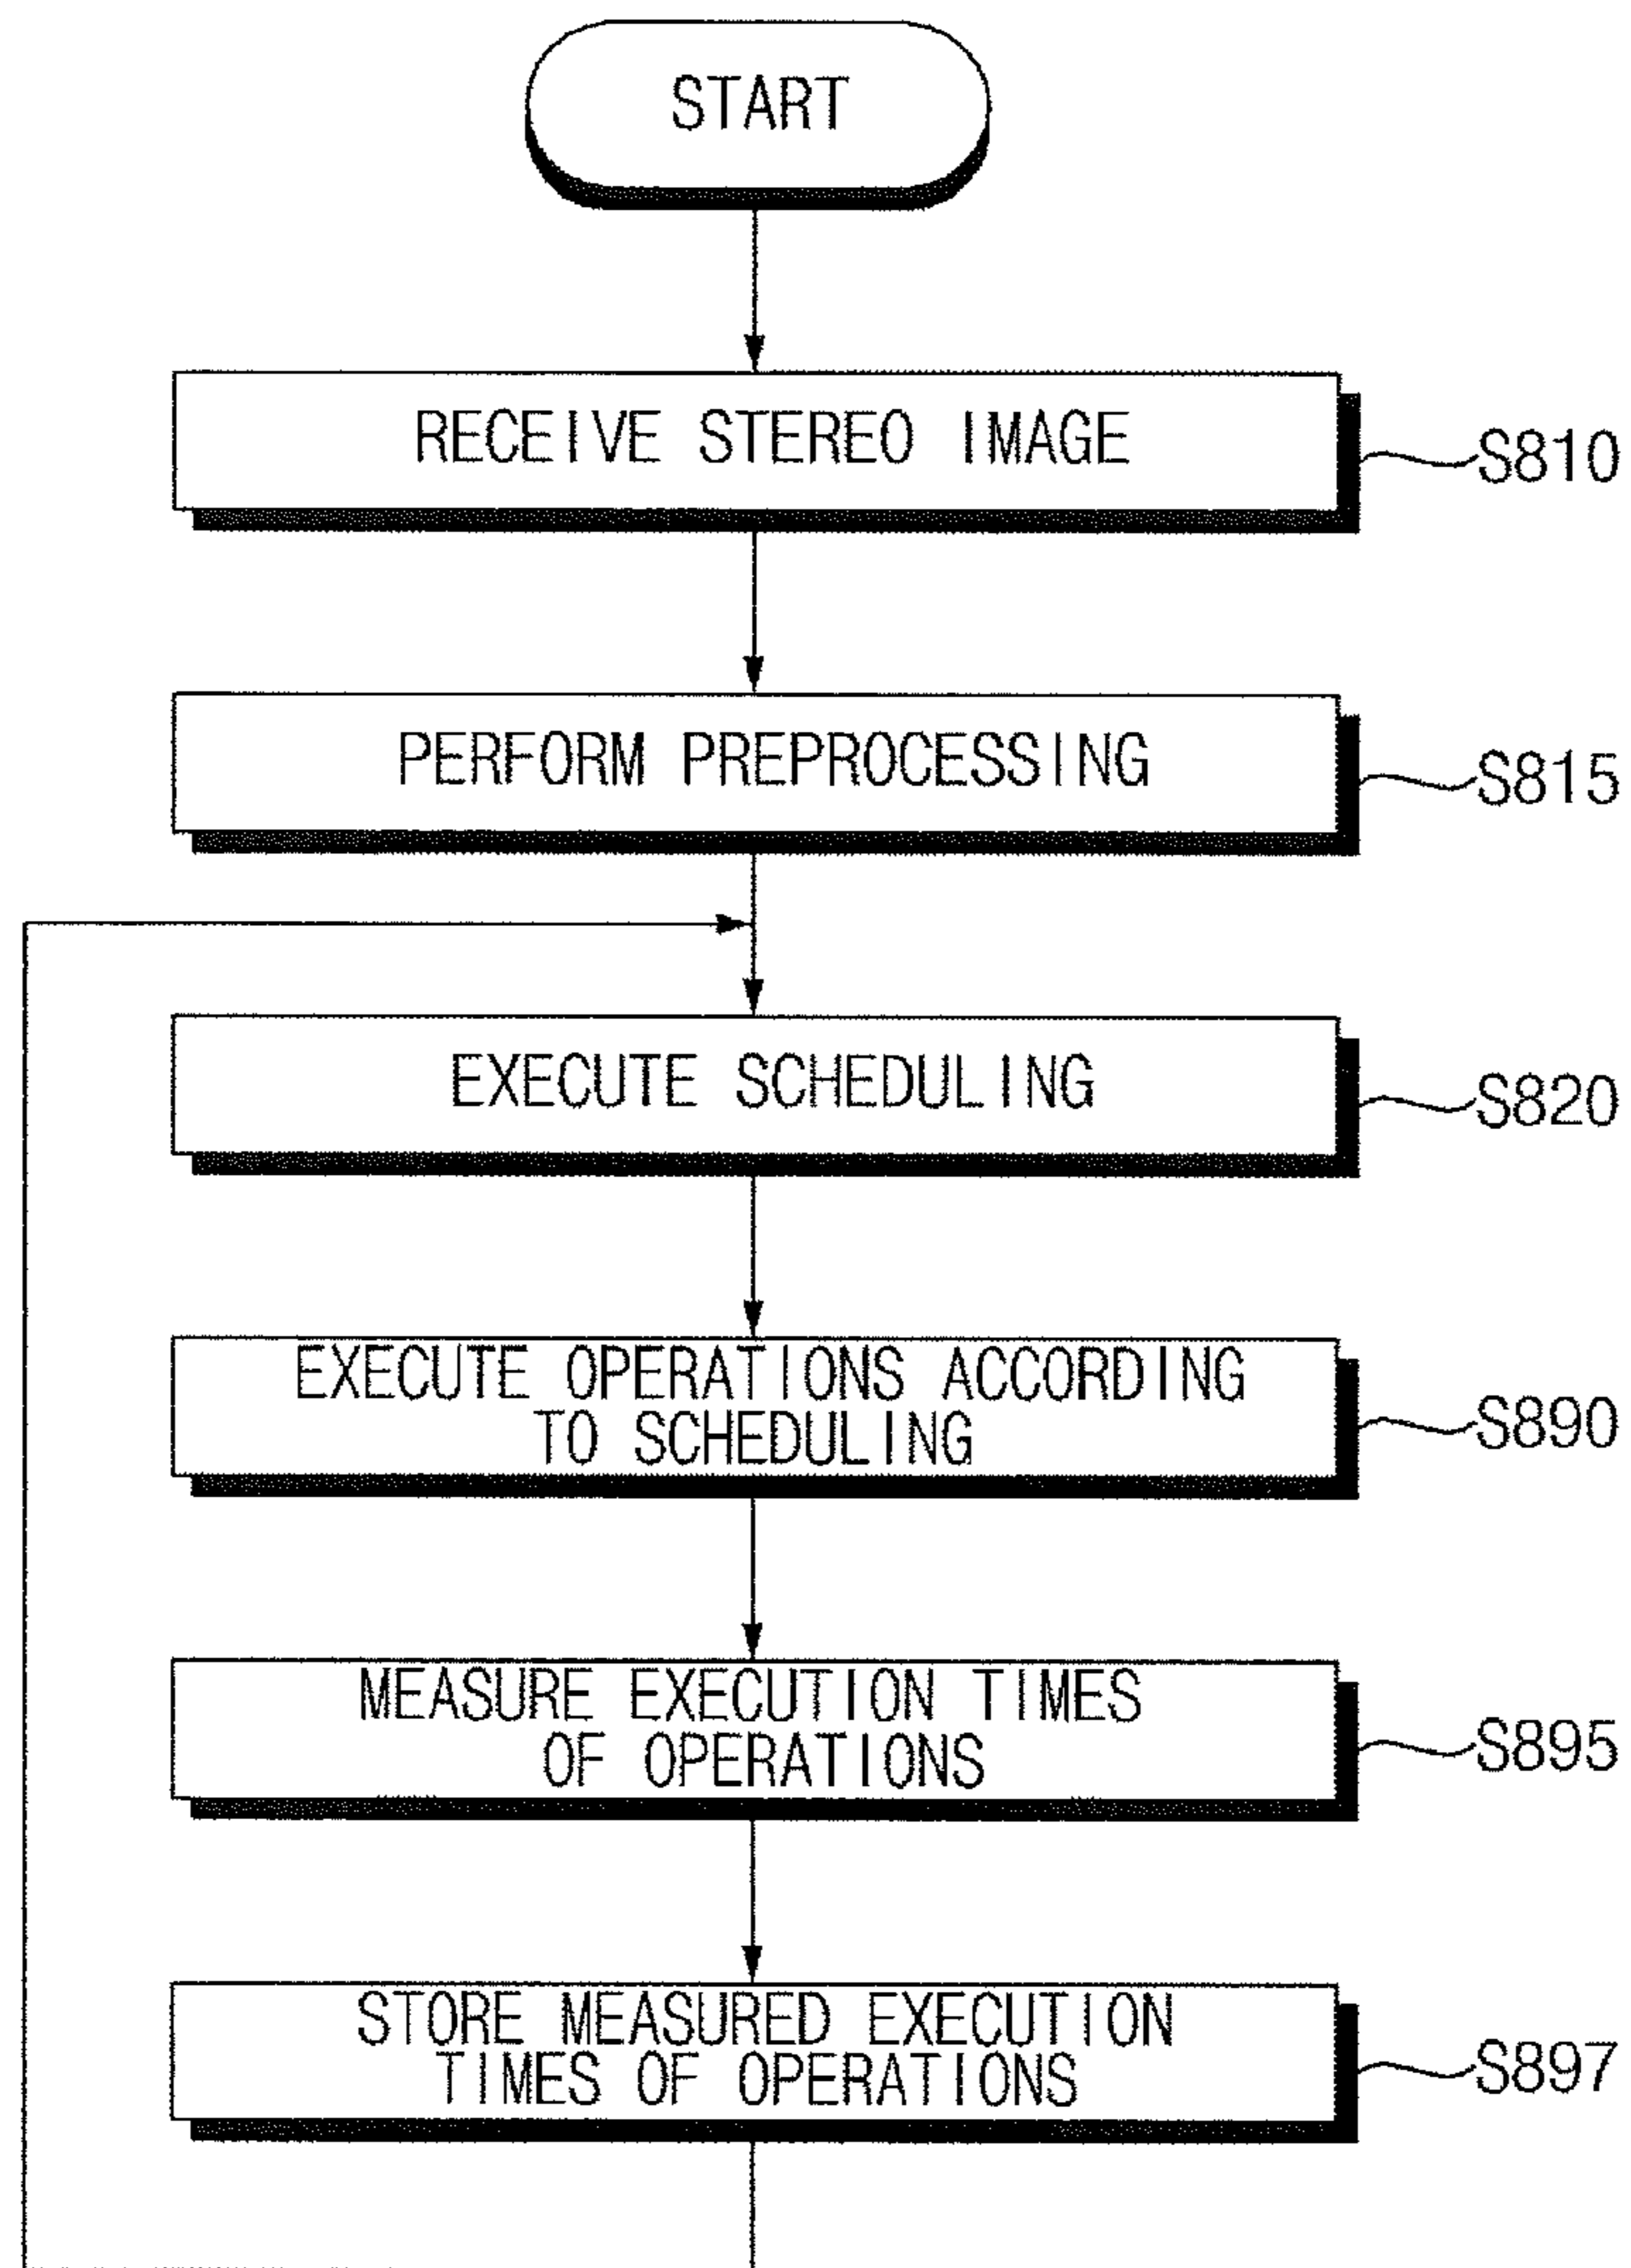 START
RECEIVE STEREO IMAGE
S810
PERFORM PREPROCESSING
S815
EXECUTE SCHEDULING
S820
EXECUTE OPERATIONS ACCORDING
TO SCHEDULING
S890
MEASURE EXECUTION TIMES
OF OPERATIONS
S895
STORE MEASURED EXECUTION
TIMES OF OPERATIONS
S897